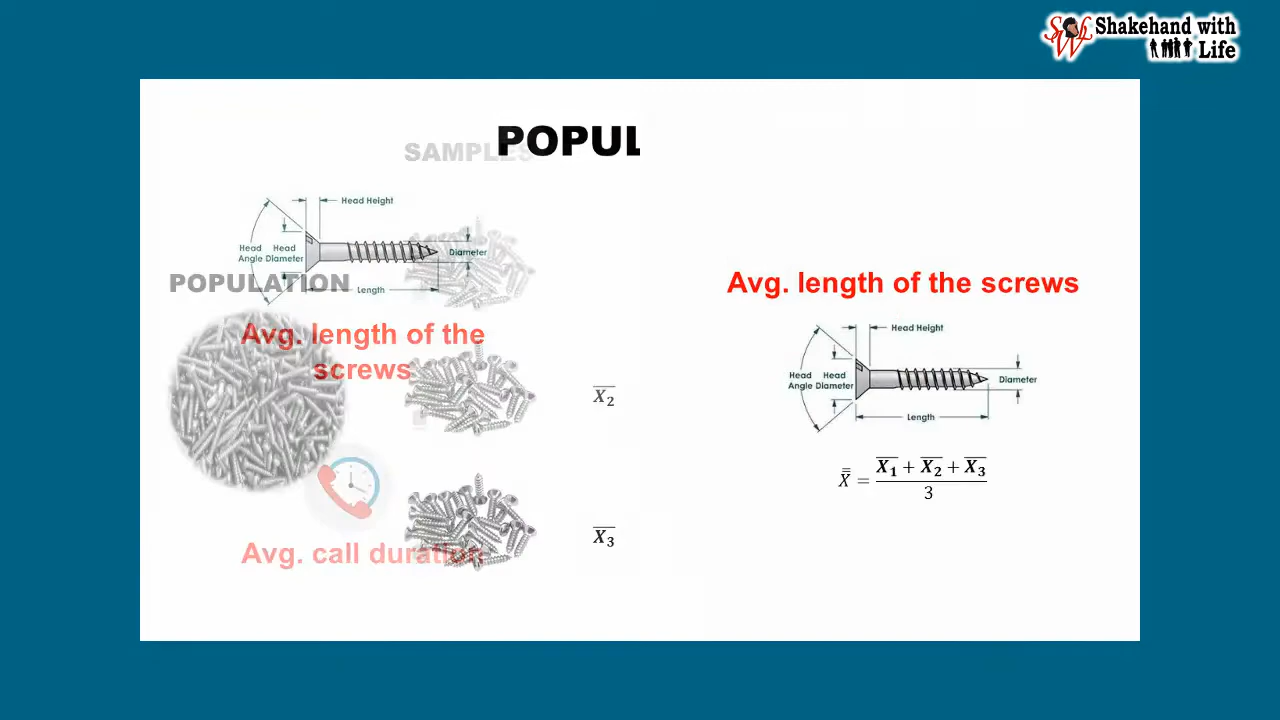 Shakehand with
Life
SAMPLES
POPUL
Head Height
Head Angle
Head Diameter
Diameter
Length
POPULATION
Avg. length of the
screws
X̅₂
Avg. call duration
X̅₃
Avg. length of the screws
Head Height
Head Angle
Head Diameter
Diameter
Length
X̿ = (X̅₁ + X̅₂ + X̅₃) / 3